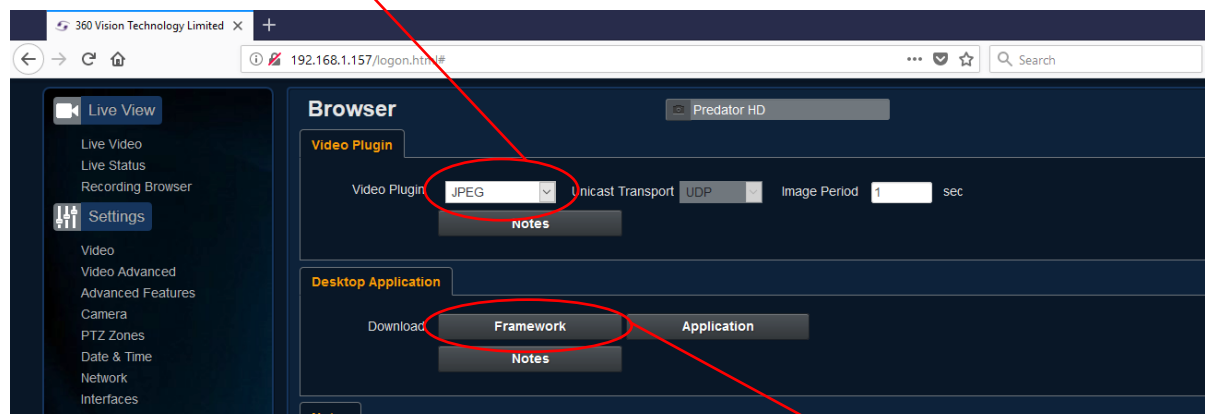 360 Vision Technology Limited
192.168.1.157/logon.html#
Search
Live View
Live Video
Live Status
Recording Browser
Settings
Video
Video Advanced
Advanced Features
Camera
PTZ Zones
Date & Time
Network
Interfaces
Browser
Predator HD
Video Plugin
Video Plugin JPEG Unicast Transport UDP Image Period 1 sec
Notes
Desktop Application
Download Framework Application
Notes